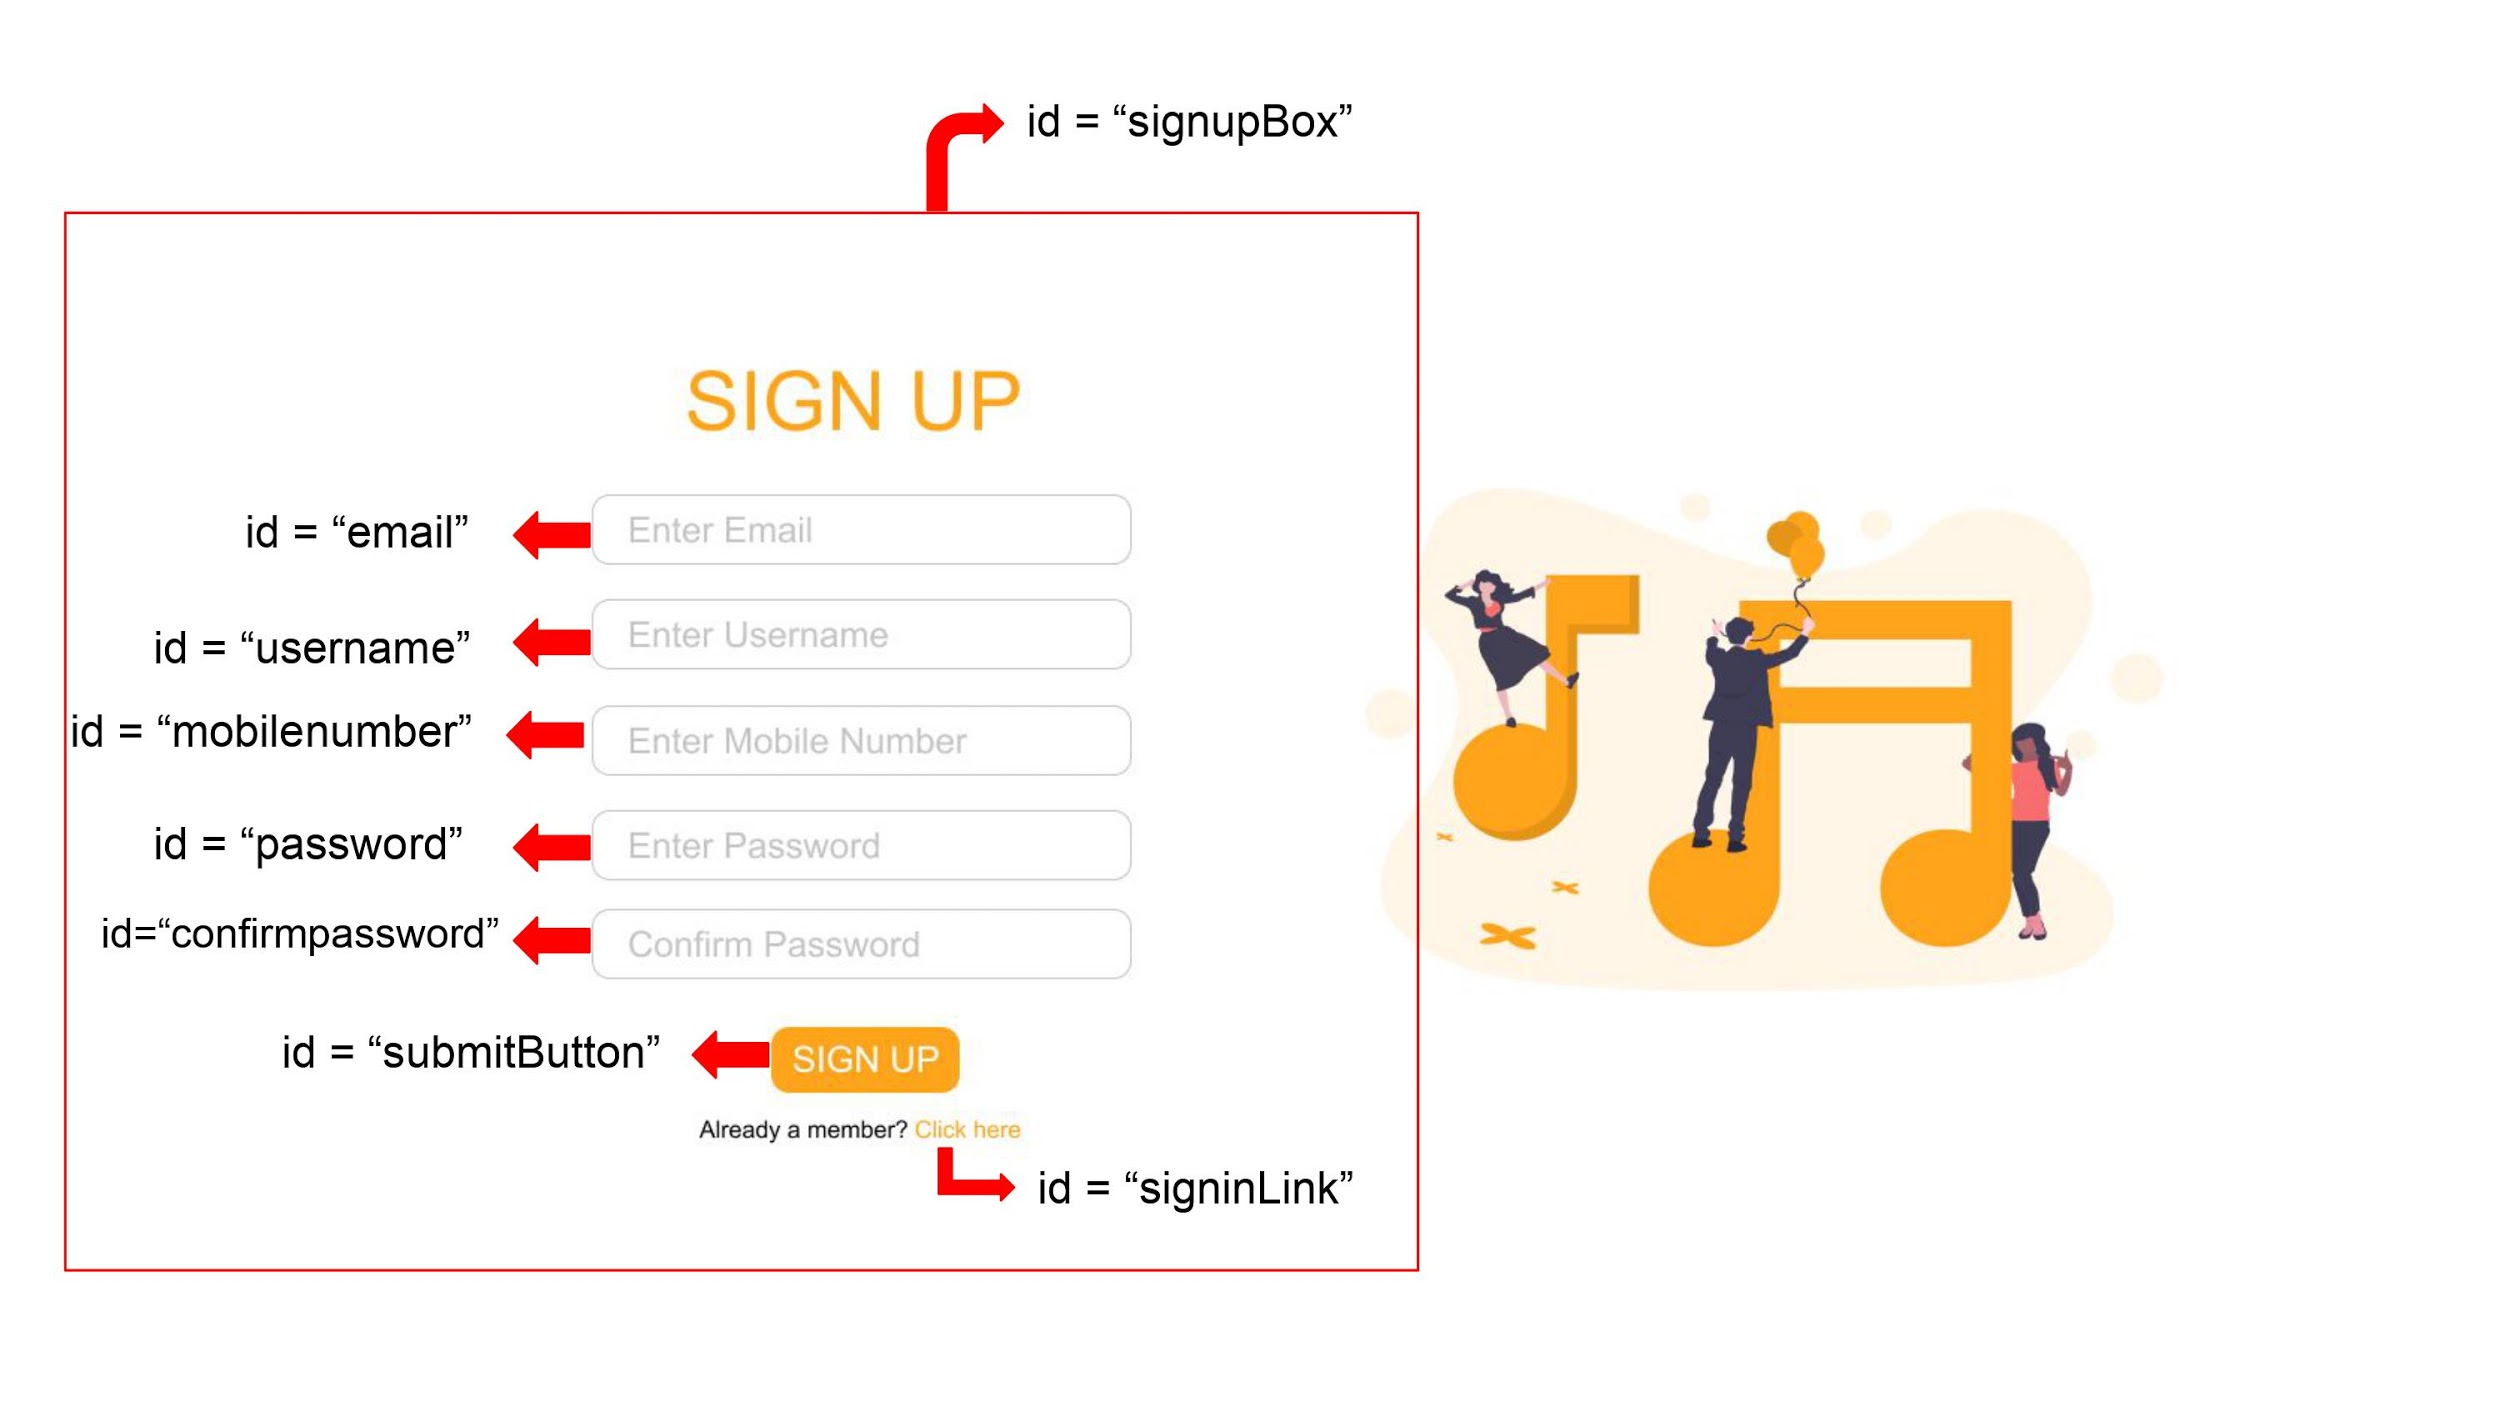 id = “signupBox”
SIGN UP
id = “email”
Enter Email
id = “username”
Enter Username
id = “mobilenumber”
Enter Mobile Number
id = “password”
Enter Password
id=“confirmpassword”
Confirm Password
id = “submitButton”
SIGN UP
Already a member? Click here
id = “signinLink”